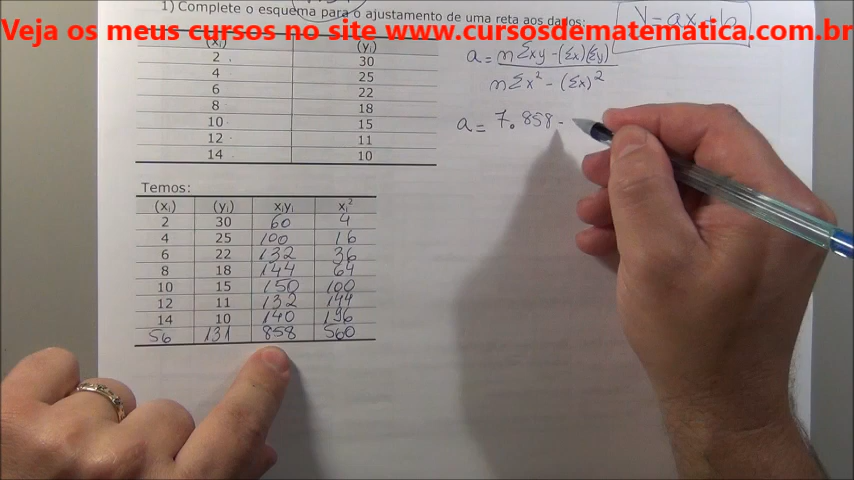 1) Complete o esquema para o ajustamento de uma reta aos dados:
Y = ax + b
Veja os meus cursos no site www.cursosdematematica.com.br
(xi) (yi)
2 30
4 25
6 22
8 18
10 15
12 11
14 10
a = nΣxy - (Σx)(Σy)
nΣx² - (Σx)²
a = 7.858 -
Temos:
(xi) (yi) xiyi xi²
2 30 60 4
4 25 100 16
6 22 132 36
8 18 144 64
10 15 150 100
12 11 132 144
14 10 140 196
56 131 858 560